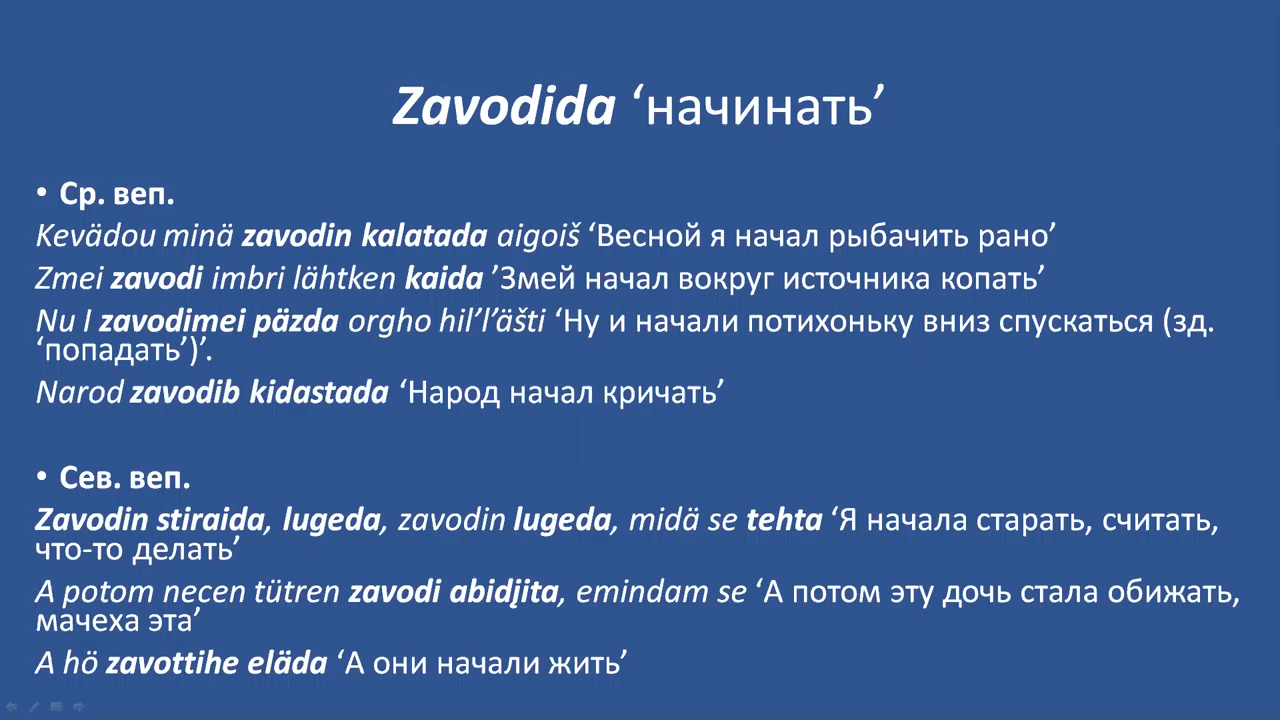 Zavodida ‘начинать’
• Ср. веп.
Kevädou minä zavodin kalatada aigoiš ‘Весной я начал рыбачить рано’
Zmei zavodi imbri lähtken kaida ’Змей начал вокруг источника копать’
Nu I zavodimei päzda orgho hil’l’äšti ‘Ну и начали потихоньку вниз спускаться (зд.
‘попадать’)’.
Narod zavodib kidastada ‘Народ начал кричать’
• Сев. веп.
Zavodin stiraida, lugeda, zavodin lugeda, midä se tehta ‘Я начала старать, считать,
что-то делать’
A potom necen tütren zavodi abidįita, emindam se ‘А потом эту дочь стала обижать,
мачеха эта’
A hö zavottihe eläda ‘А они начали жить’